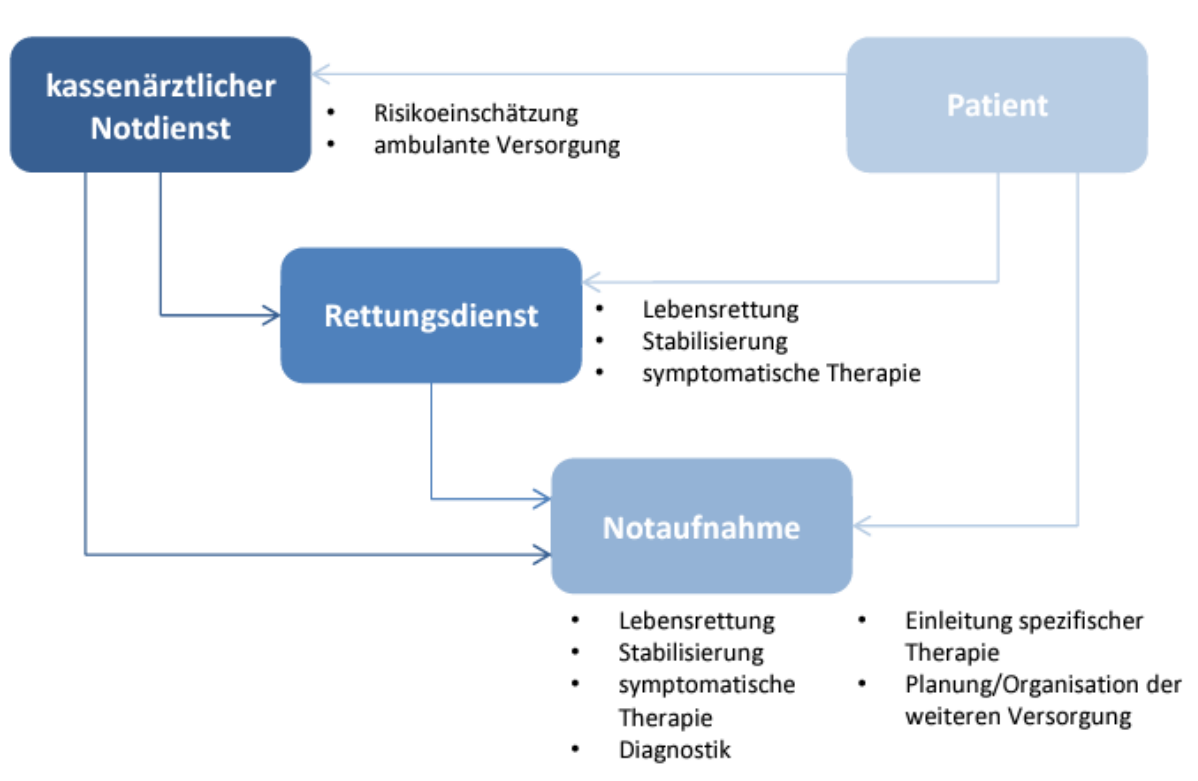 kassenärztlicher
Notdienst
Patient
• Risikoeinschätzung
• ambulante Versorgung
Rettungsdienst
• Lebensrettung
• Stabilisierung
• symptomatische Therapie
Notaufnahme
• Lebensrettung
• Stabilisierung
• symptomatische
Therapie
• Diagnostik
• Einleitung spezifischer
Therapie
• Planung/Organisation der
weiteren Versorgung